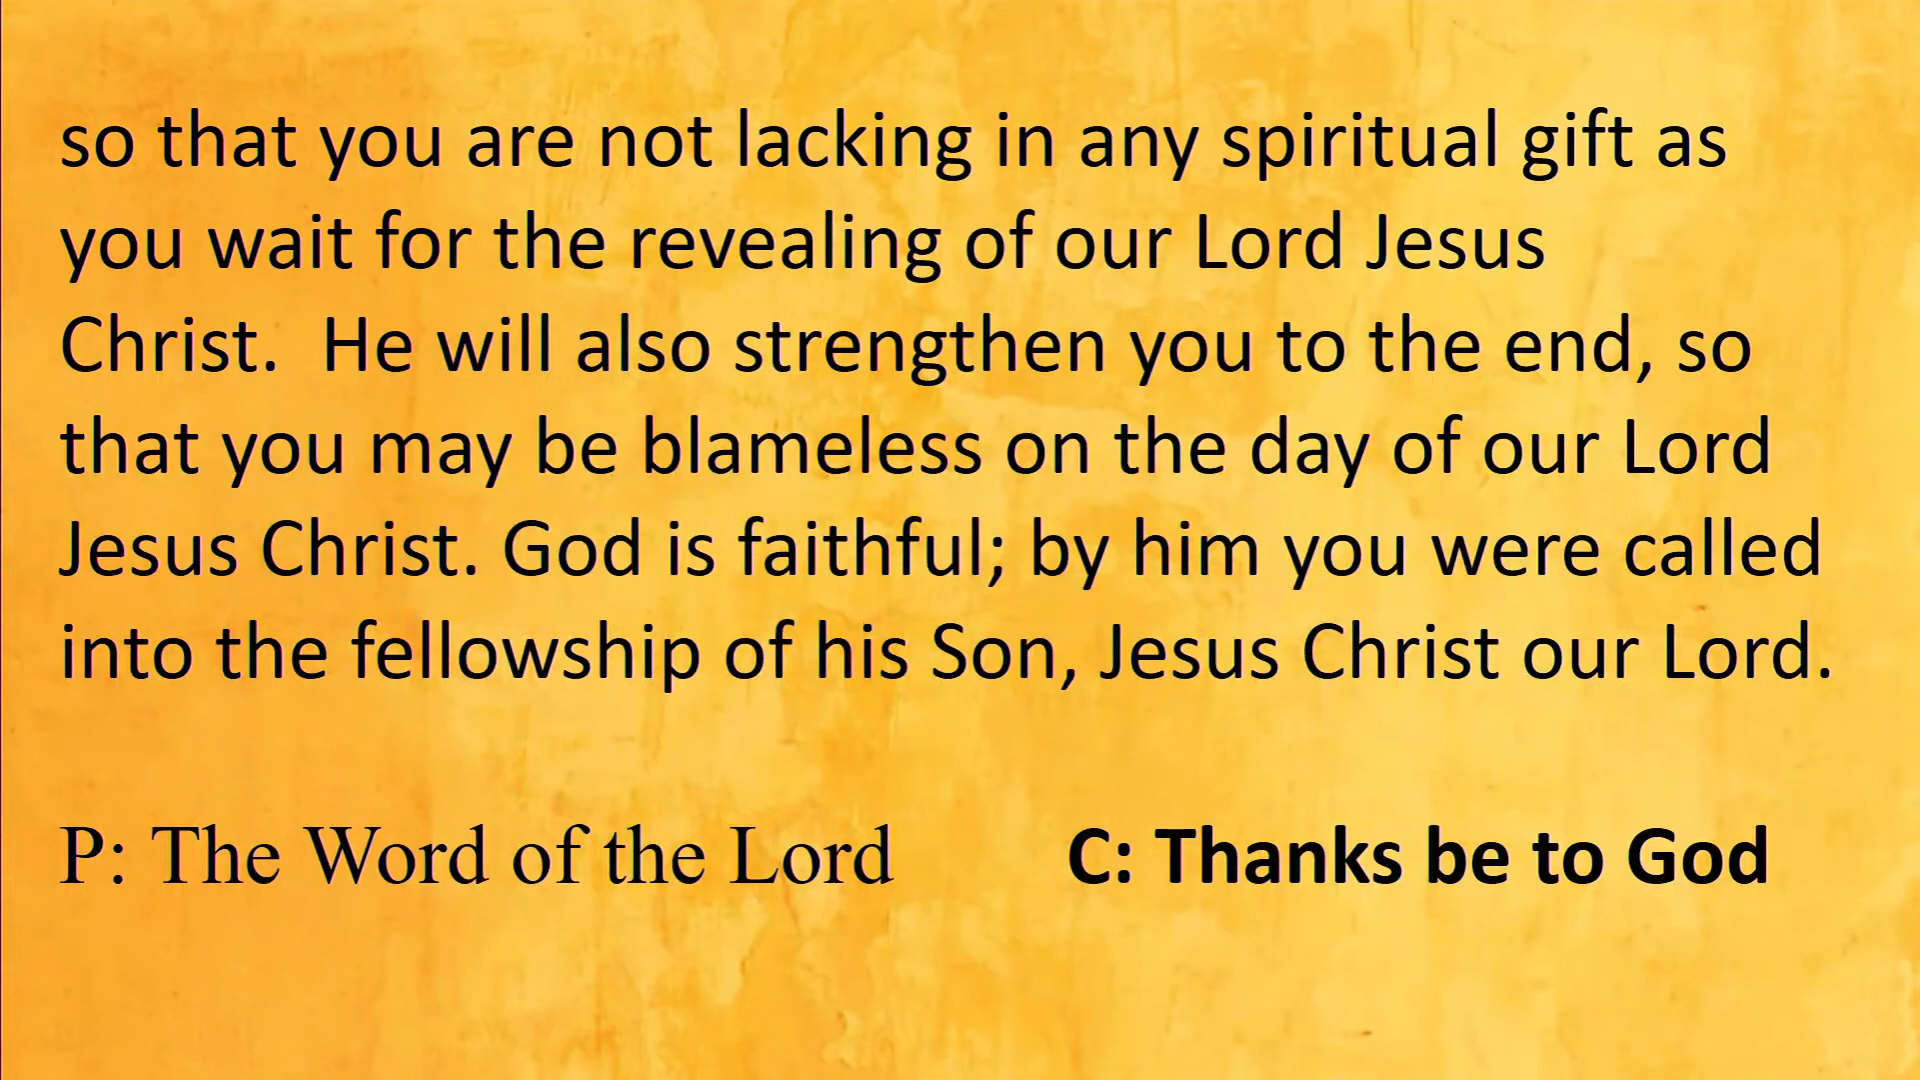 so that you are not lacking in any spiritual gift as
you wait for the revealing of our Lord Jesus
Christ.  He will also strengthen you to the end, so
that you may be blameless on the day of our Lord
Jesus Christ. God is faithful; by him you were called
into the fellowship of his Son, Jesus Christ our Lord.
P: The Word of the Lord C: Thanks be to God